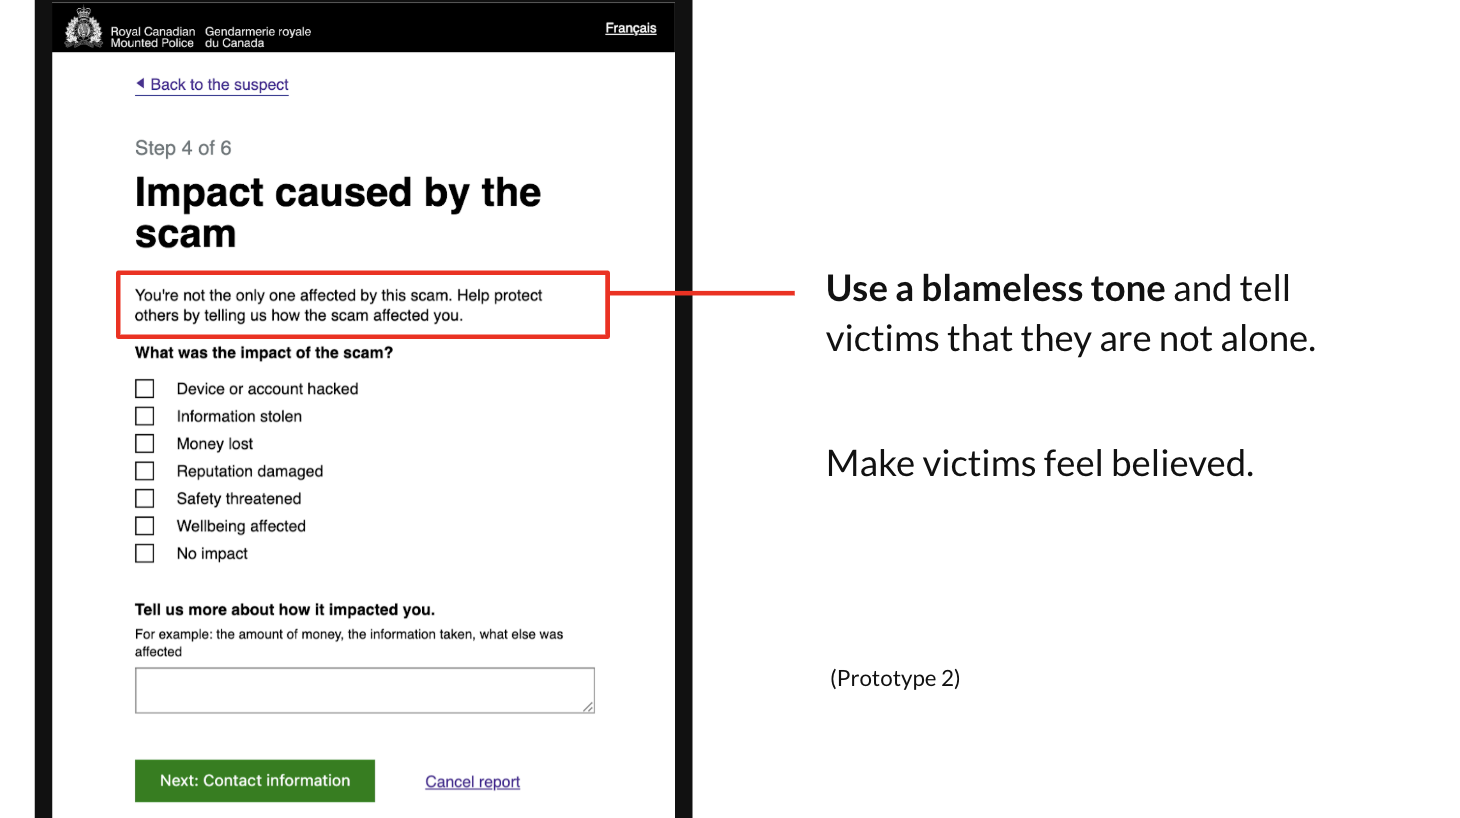 Royal Canadian Gendarmerie royale
Mounted Police du Canada
Français
Back to the suspect
Step 4 of 6
Impact caused by the
scam
You're not the only one affected by this scam. Help protect
others by telling us how the scam affected you.
What was the impact of the scam?
Device or account hacked
Information stolen
Money lost
Reputation damaged
Safety threatened
Wellbeing affected
No impact
Tell us more about how it impacted you.
For example: the amount of money, the information taken, what else was
affected
Next: Contact information
Cancel report
Use a blameless tone and tell
victims that they are not alone.
Make victims feel believed.
(Prototype 2)